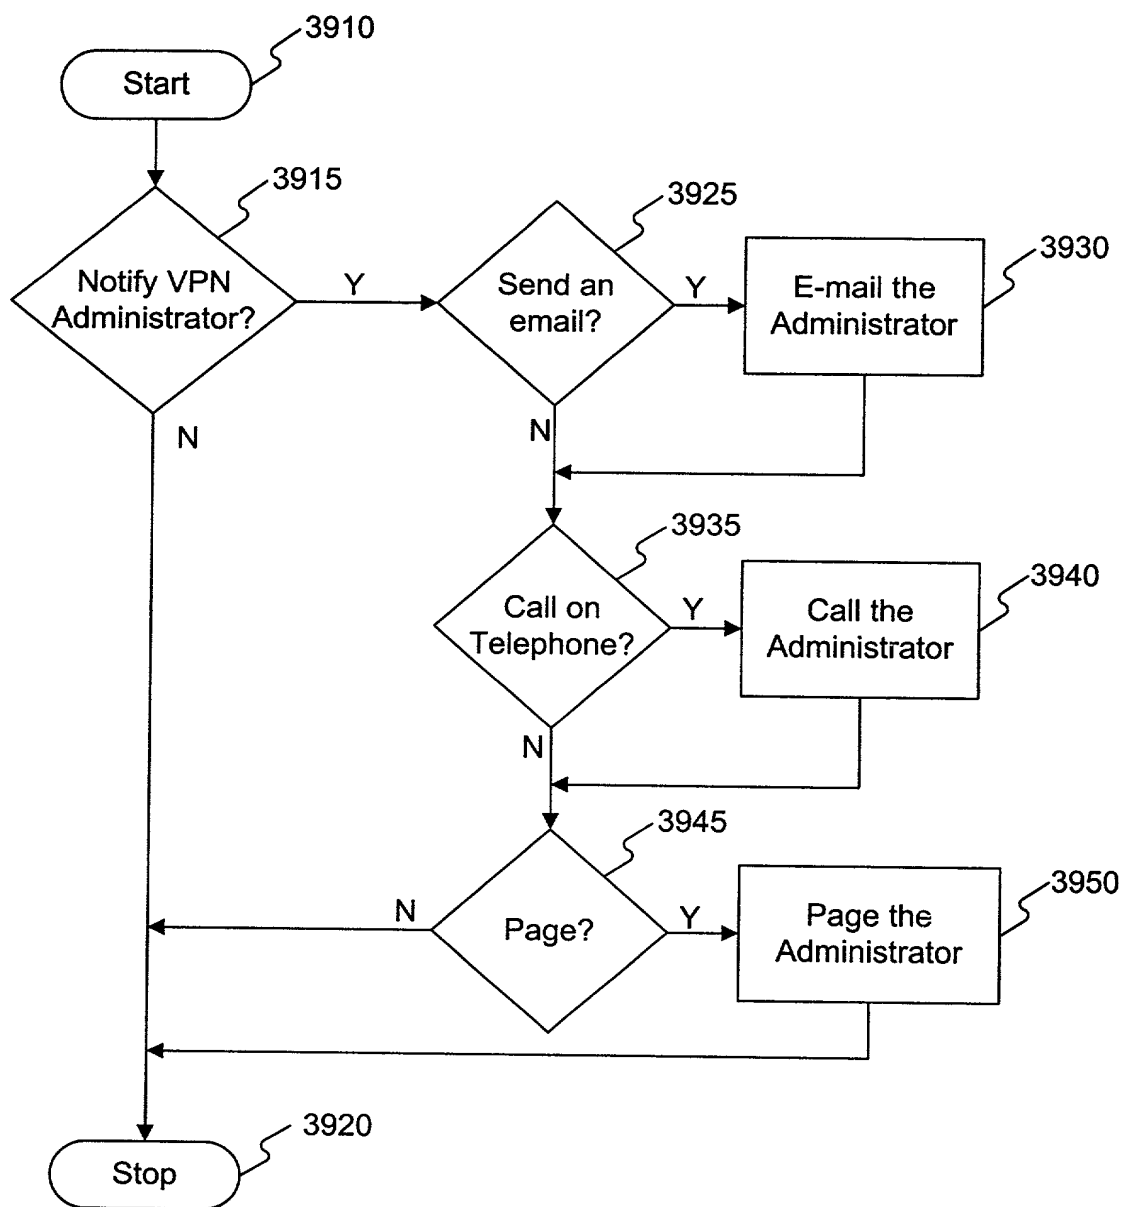 3910
Start
3915
Notify VPN
Administrator?
Y
N
3925
Send an
email?
Y
N
3930
E-mail the
Administrator
3935
Call on
Telephone?
Y
N
3940
Call the
Administrator
3945
Page?
N
Y
3950
Page the
Administrator
3920
Stop